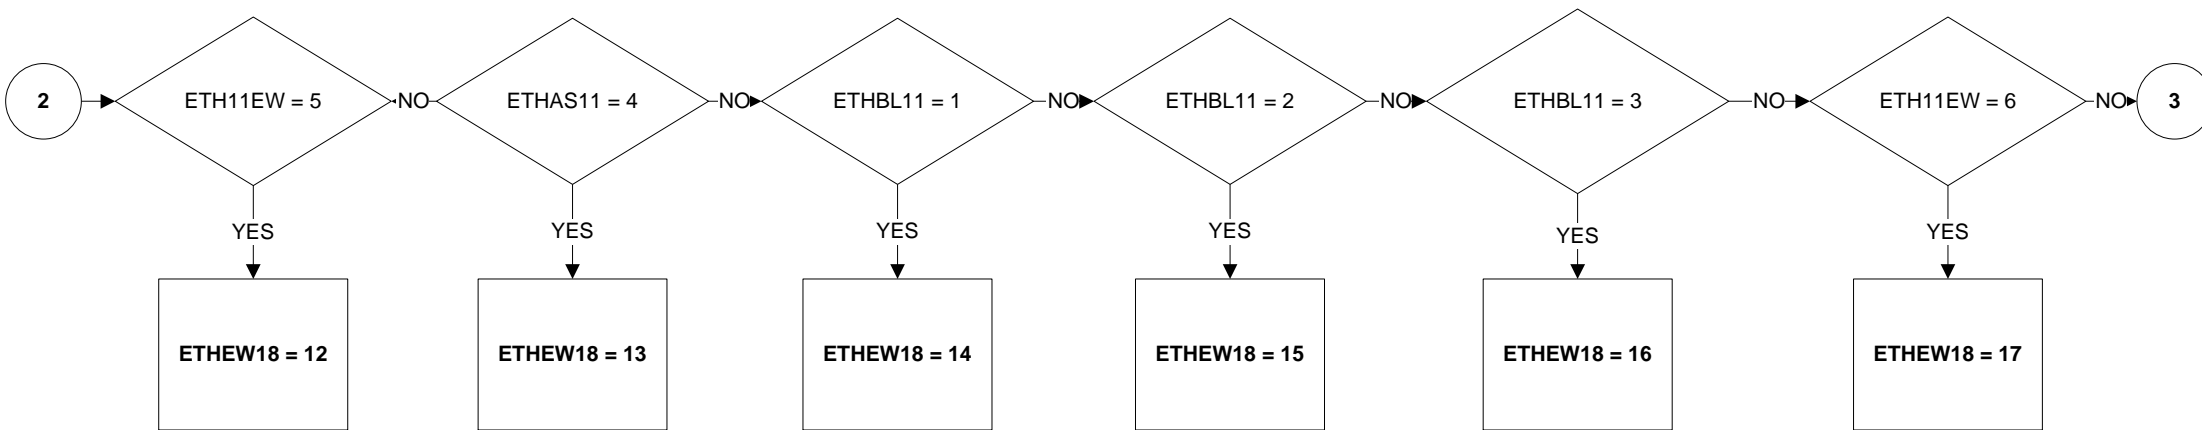 2
ETH11EW = 5
NO
ETHAS11 = 4
NO
ETHBL11 = 1
NO
ETHBL11 = 2
NO
ETHBL11 = 3
NO
ETH11EW = 6
NO
3
YES
YES
YES
YES
YES
YES
ETHEW18 = 12
ETHEW18 = 13
ETHEW18 = 14
ETHEW18 = 15
ETHEW18 = 16
ETHEW18 = 17